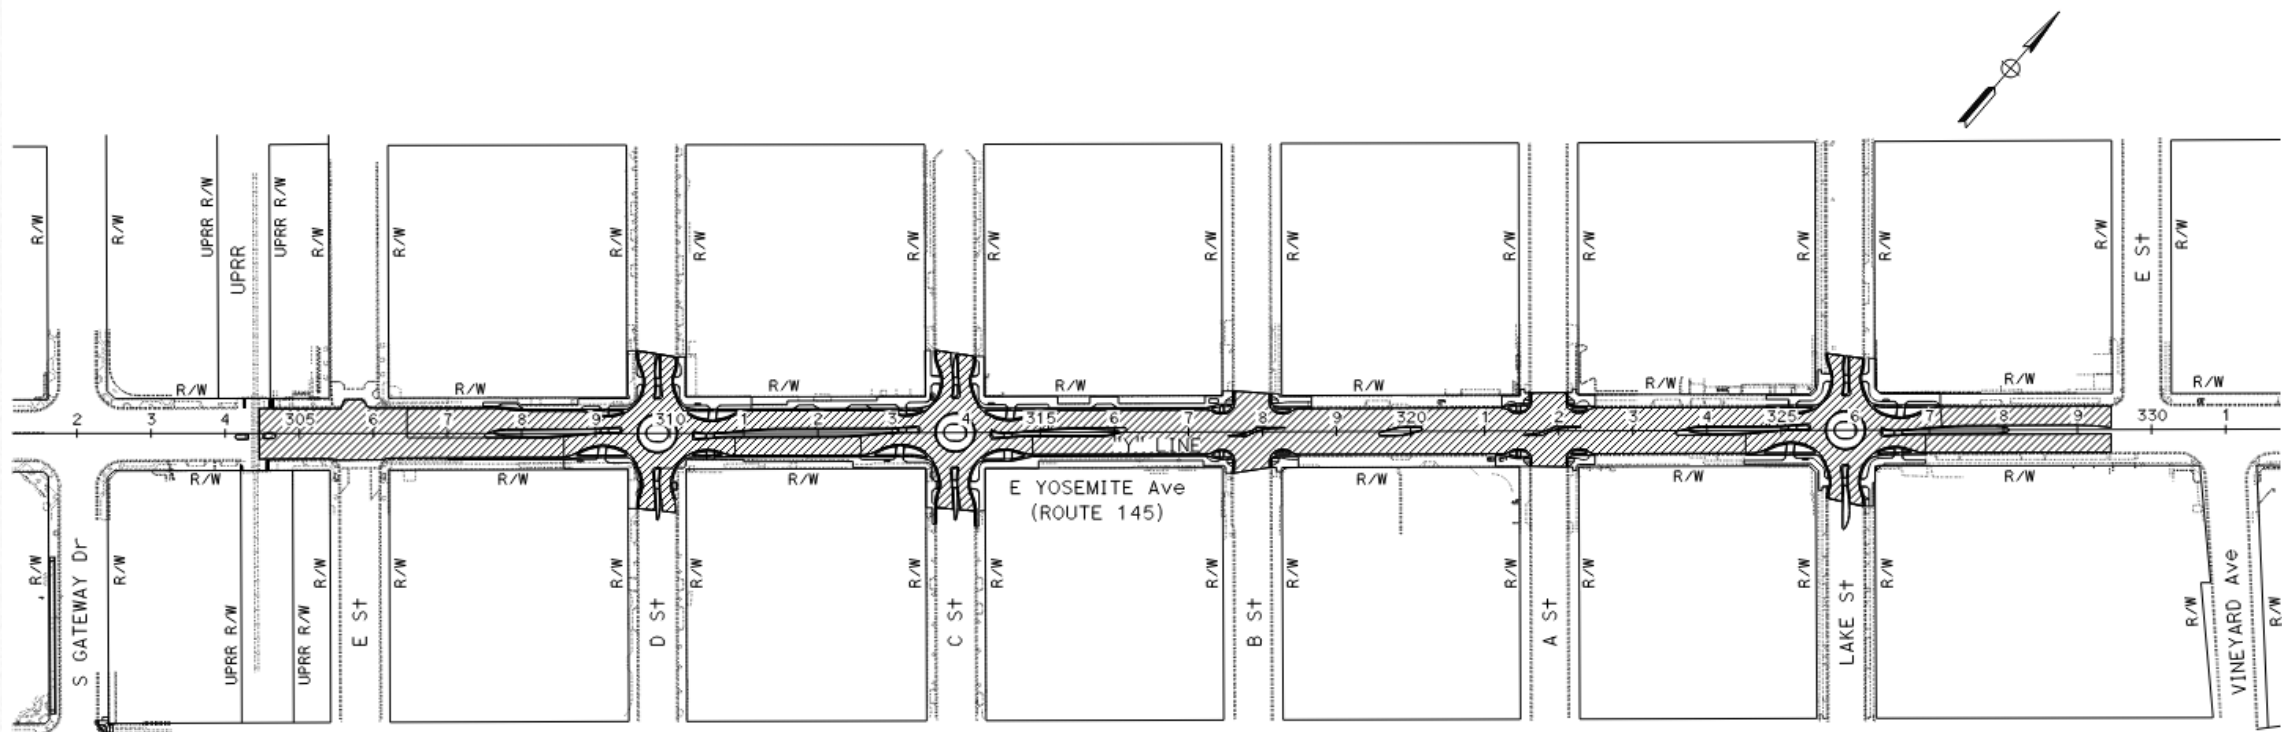 R/W
R/W
UPRR R/W
UPRR
UPRR R/W
R/W
R/W
R/W
R/W
R/W
R/W
R/W
R/W
R/W
R/W
R/W
R/W
R/W
E St
R/W
R/W
R/W
R/W
R/W
R/W
R/W
R/W
R/W
2 3 4 305 6 7 8 9 310 1 2 3 4 315 6 7 8 9 320 1 2 3 4 325 6 7 8 9 330 1
"Y" LINE
R/W
R/W
R/W
R/W
R/W
R/W
E YOSEMITE Ave
(ROUTE 145)
R/W
S GATEWAY Dr
R/W
UPRR R/W
UPRR R/W
R/W
E St
R/W
R/W
D St
R/W
R/W
C St
R/W
R/W
B St
R/W
R/W
A St
R/W
R/W
LAKE St
R/W
R/W
VINEYARD Ave
R/W